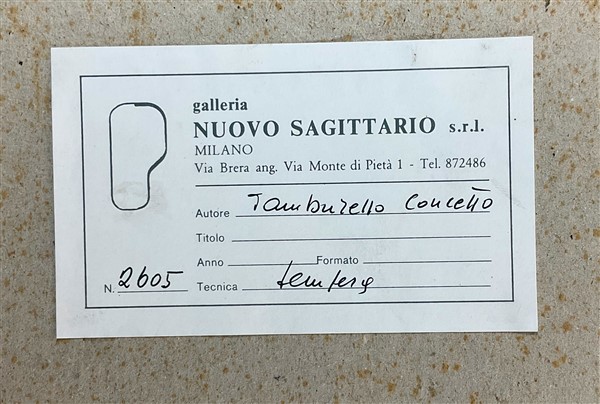 galleria
NUOVO SAGITTARIO s.r.l.
MILANO
Via Brera ang. Via Monte di Pietà 1 - Tel. 872486
Autore Tamburello Concetto
Titolo
Anno Formato
N. 2605 Tecnica tempera